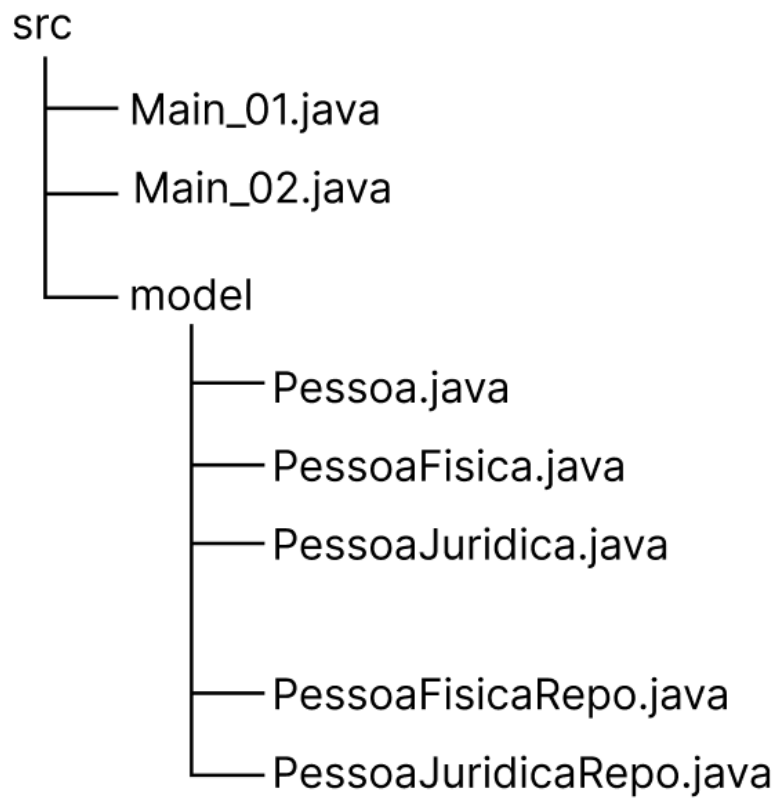 src
Main_01.java
Main_02.java
model
Pessoa.java
PessoaFisica.java
PessoaJuridica.java
PessoaFisicaRepo.java
PessoaJuridicaRepo.java